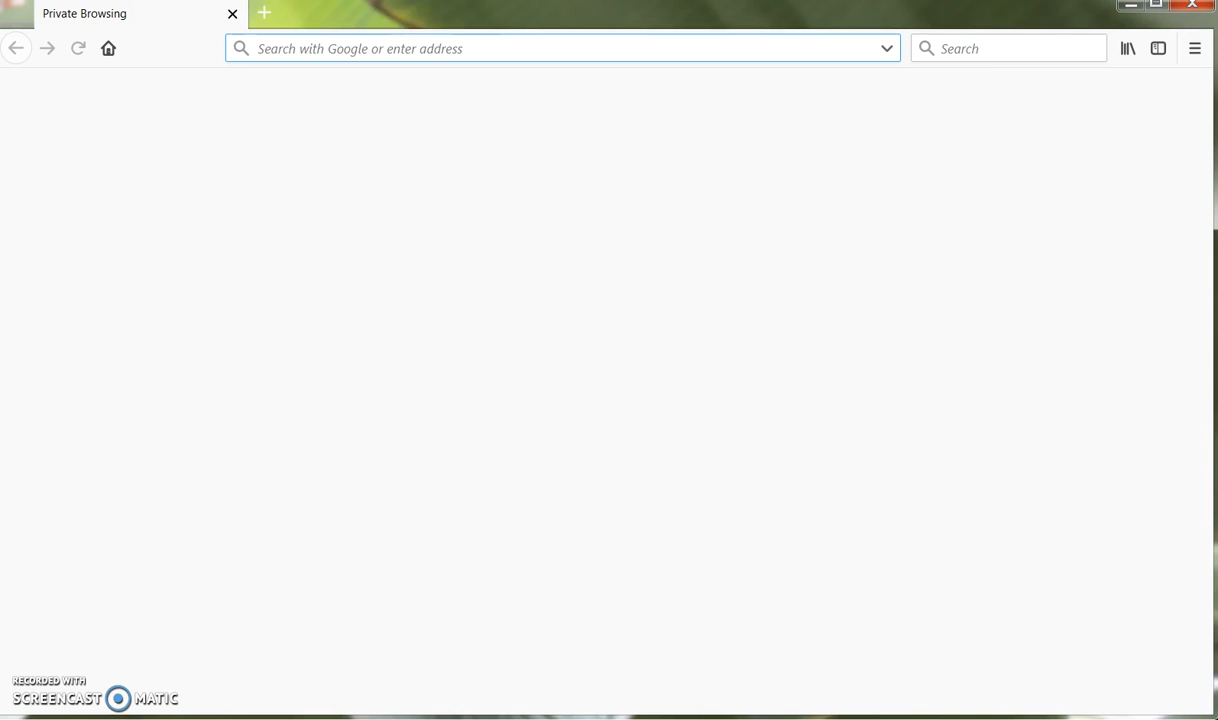 Private Browsing
Search with Google or enter address
Search
RECORDED WITH
SCREENCAST MATIC